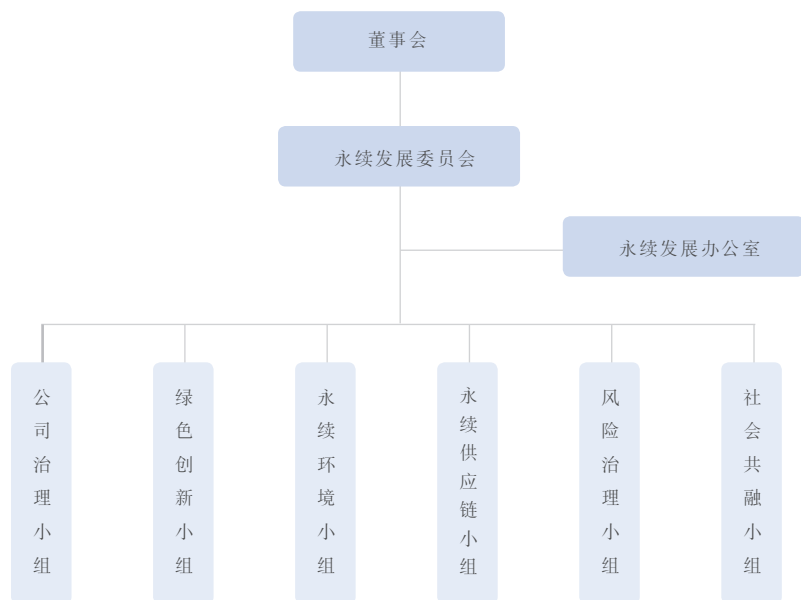 董事会
永续发展委员会
永续发展办公室
公司治理小组
绿色创新小组
永续环境小组
永续供应链小组
风险治理小组
社会共融小组